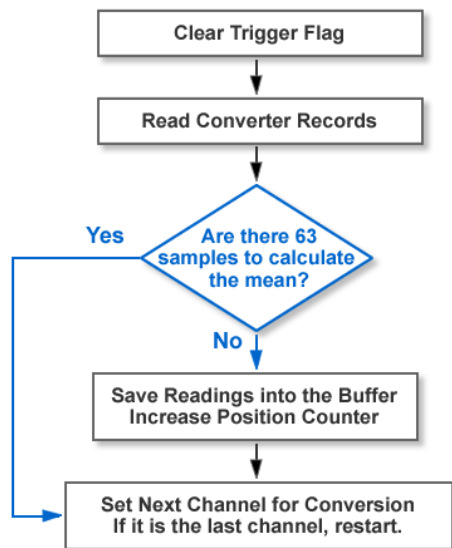 Clear Trigger Flag
Read Converter Records
Are there 63
samples to calculate
the mean?
Yes
No
Save Readings into the Buffer
Increase Position Counter
Set Next Channel for Conversion
If it is the last channel, restart.